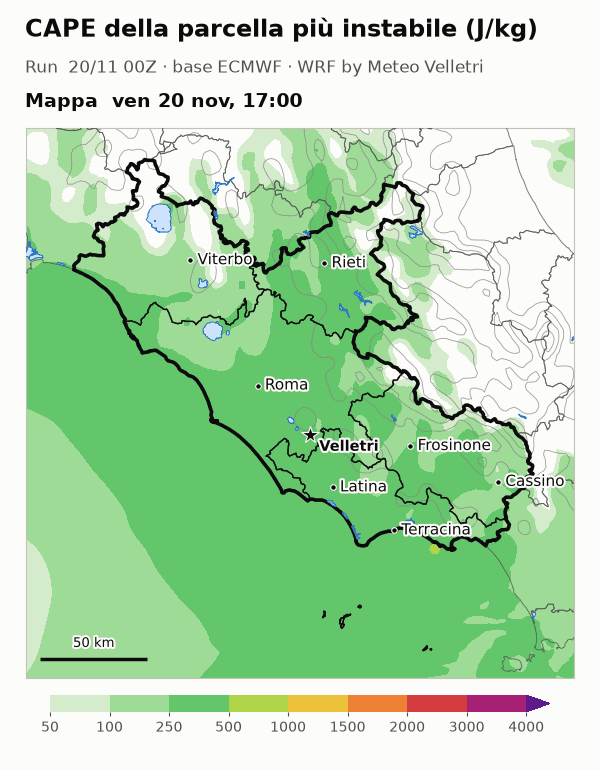 CAPE della parcella più instabile (J/kg)
Run 20/11 00Z · base ECMWF · WRF by Meteo Velletri
Mappa ven 20 nov, 17:00
Viterbo
Rieti
Roma
Velletri
Frosinone
Cassino
Latina
Terracina
50 km
50 100 250 500 1000 1500 2000 3000 4000